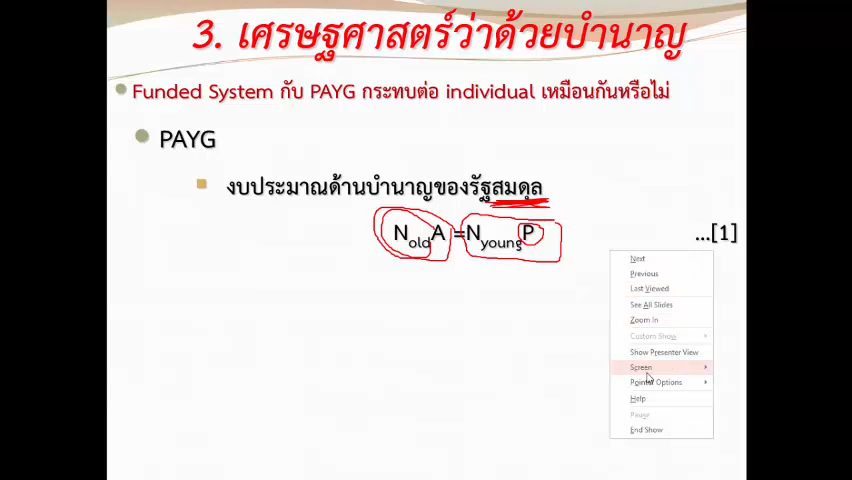 3. เศรษฐศาสตร์ว่าด้วยบำนาญ
Funded System กับ PAYG กระทบต่อ individual เหมือนกันหรือไม่
PAYG
งบประมาณด้านบำนาญของรัฐสมดุล
NoldA =NyoungP ...[1]
Next
Previous
Last Viewed
See All Slides
Zoom In
Custom Show
Show Presenter View
Screen
Pointer Options
Help
Pause
End Show